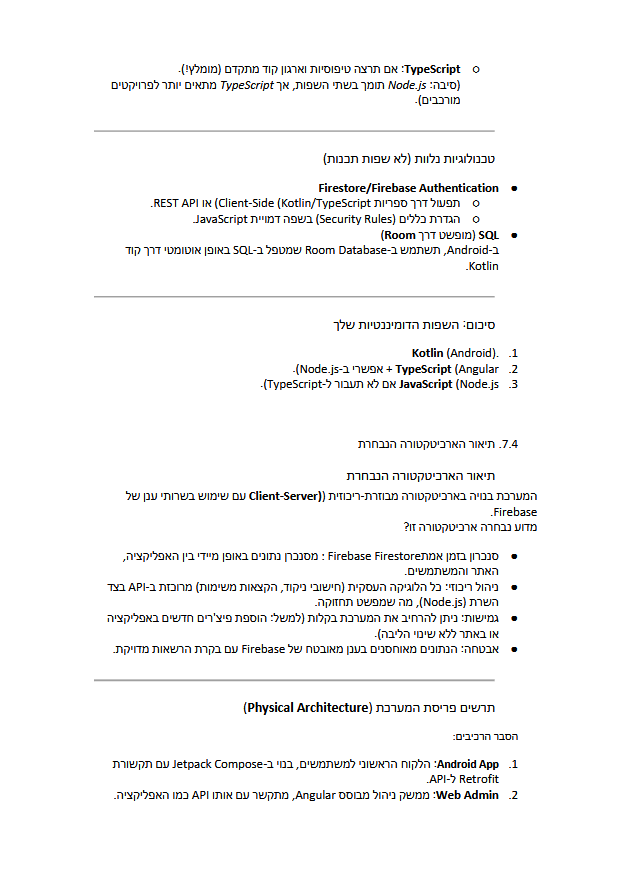 TypeScript: אם תרצה טיפוסיות וארגון קוד מתקדם (מומלץ!).
(סיבה: Node.js תומך בשתי השפות, אך TypeScript מתאים יותר לפרויקטים
מורכבים).
טכנולוגיות נלוות (לא שפות תכנות)
Firestore/Firebase Authentication
תפעול דרך ספריות Client-Side (Kotlin/TypeScript) או REST API.
הגדרת כללים (Security Rules) בשפה דמויית JavaScript.
SQL (מופשט דרך Room)
ב-Android, תשתמש ב-Room Database שמטפל ב-SQL באופן אוטומטי דרך קוד
Kotlin.
סיכום: השפות הדומיננטיות שלך
1. Kotlin (Android).
2. TypeScript (Angular + אפשרי ב-Node.js).
3. JavaScript (Node.js אם לא תעבור ל-TypeScript).
7.4. תיאור הארכיטקטורה הנבחרת
תיאור הארכיטקטורה הנבחרת
המערכת בנויה בארכיטקטורה מבוזרת-ריכוזית ((Client-Server עם שימוש בשרותי ענן של
Firebase.
מדוע נבחרה ארכיטקטורה זו?
סנכרון בזמן אמתFirebase Firestore : מסנכרן נתונים באופן מיידי בין האפליקציה,
האתר והמשתמשים.
ניהול ריכוזי: כל הלוגיקה העסקית (חישובי ניקוד, הקצאות משימות) מרוכזת ב-API בצד
השרת (Node.js), מה שמפשט תחזוקה.
גמישות: ניתן להרחיב את המערכת בקלות (למשל: הוספת פיצ'רים חדשים באפליקציה
או באתר ללא שינוי הליבה).
אבטחה: הנתונים מאוחסנים בענן מאובטח של Firebase עם בקרת הרשאות מדויקת.
תרשים פריסת המערכת (Physical Architecture)
הסבר הרכיבים:
1. Android App: הלקוח הראשוני למשתמשים, בנוי ב-Jetpack Compose עם תקשורת
Retrofit ל-API.
2. Web Admin: ממשק ניהול מבוסס Angular, מתקשר עם אותו API כמו האפליקציה.